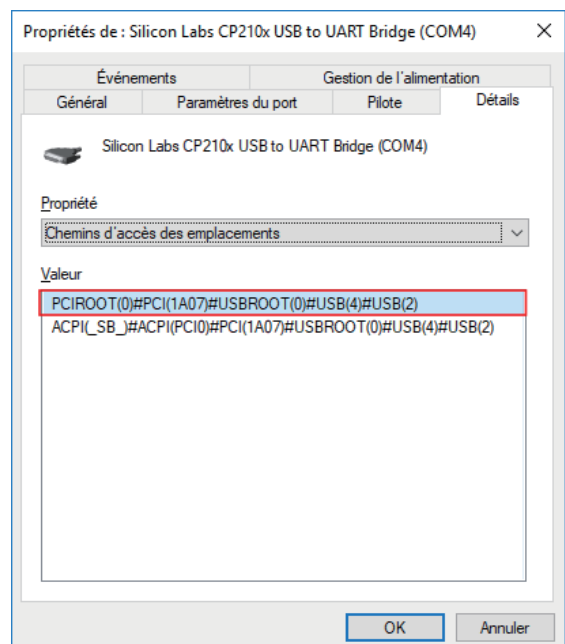 Propriétés de : Silicon Labs CP210x USB to UART Bridge (COM4)
Événements Gestion de l'alimentation
Général Paramètres du port Pilote Détails
Silicon Labs CP210x USB to UART Bridge (COM4)
Propriété
Chemins d'accès des emplacements
Valeur
PCIROOT(0)#PCI(1A07)#USBROOT(0)#USB(4)#USB(2)
ACPI(_SB_)#ACPI(PCI0)#PCI(1A07)#USBROOT(0)#USB(4)#USB(2)
OK Annuler